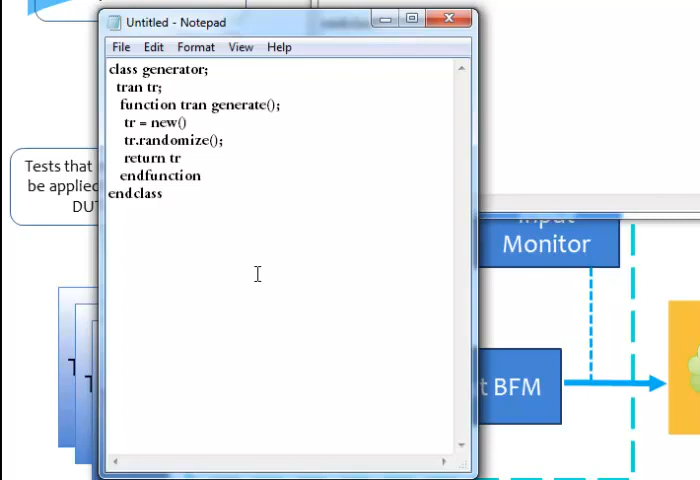 Untitled - Notepad
File Edit Format View Help
class generator;
tran tr;
function tran generate();
tr = new()
tr.randomize();
return tr
endfunction
endclass
Tests that
be applied
DUT
Input
Monitor
t BFM
T
T